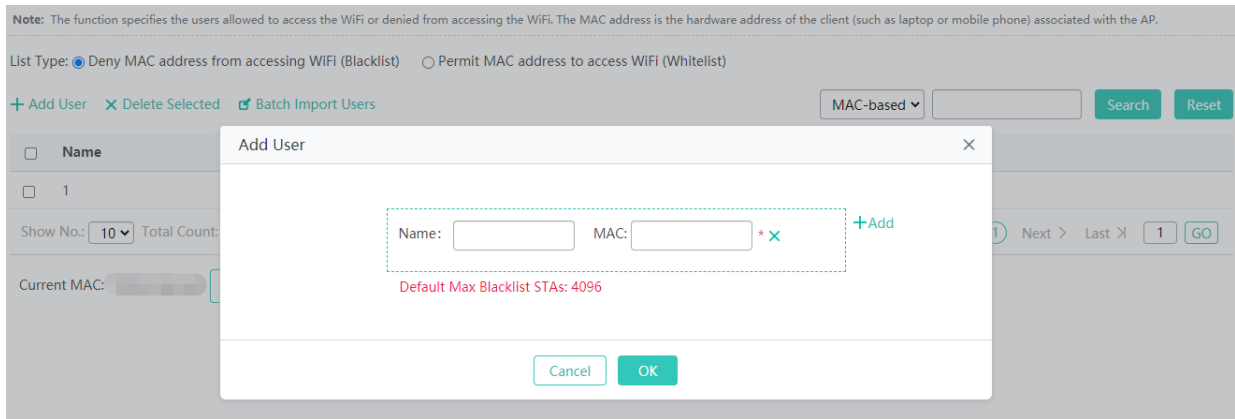 Note: The function specifies the users allowed to access the WiFi or denied from accessing the WiFi. The MAC address is the hardware address of the client (such as laptop or mobile phone) associated with the AP.
List Type: Deny MAC address from accessing WiFi (Blacklist) Permit MAC address to access WiFi (Whitelist)
+ Add User × Delete Selected Batch Import Users MAC-based Search Reset
Add User ×
Name
1
Name: MAC: * × +Add
Show No.: 10 Total Count: 1 Next > Last >| 1 GO
Current MAC:
Default Max Blacklist STAs: 4096
Cancel OK